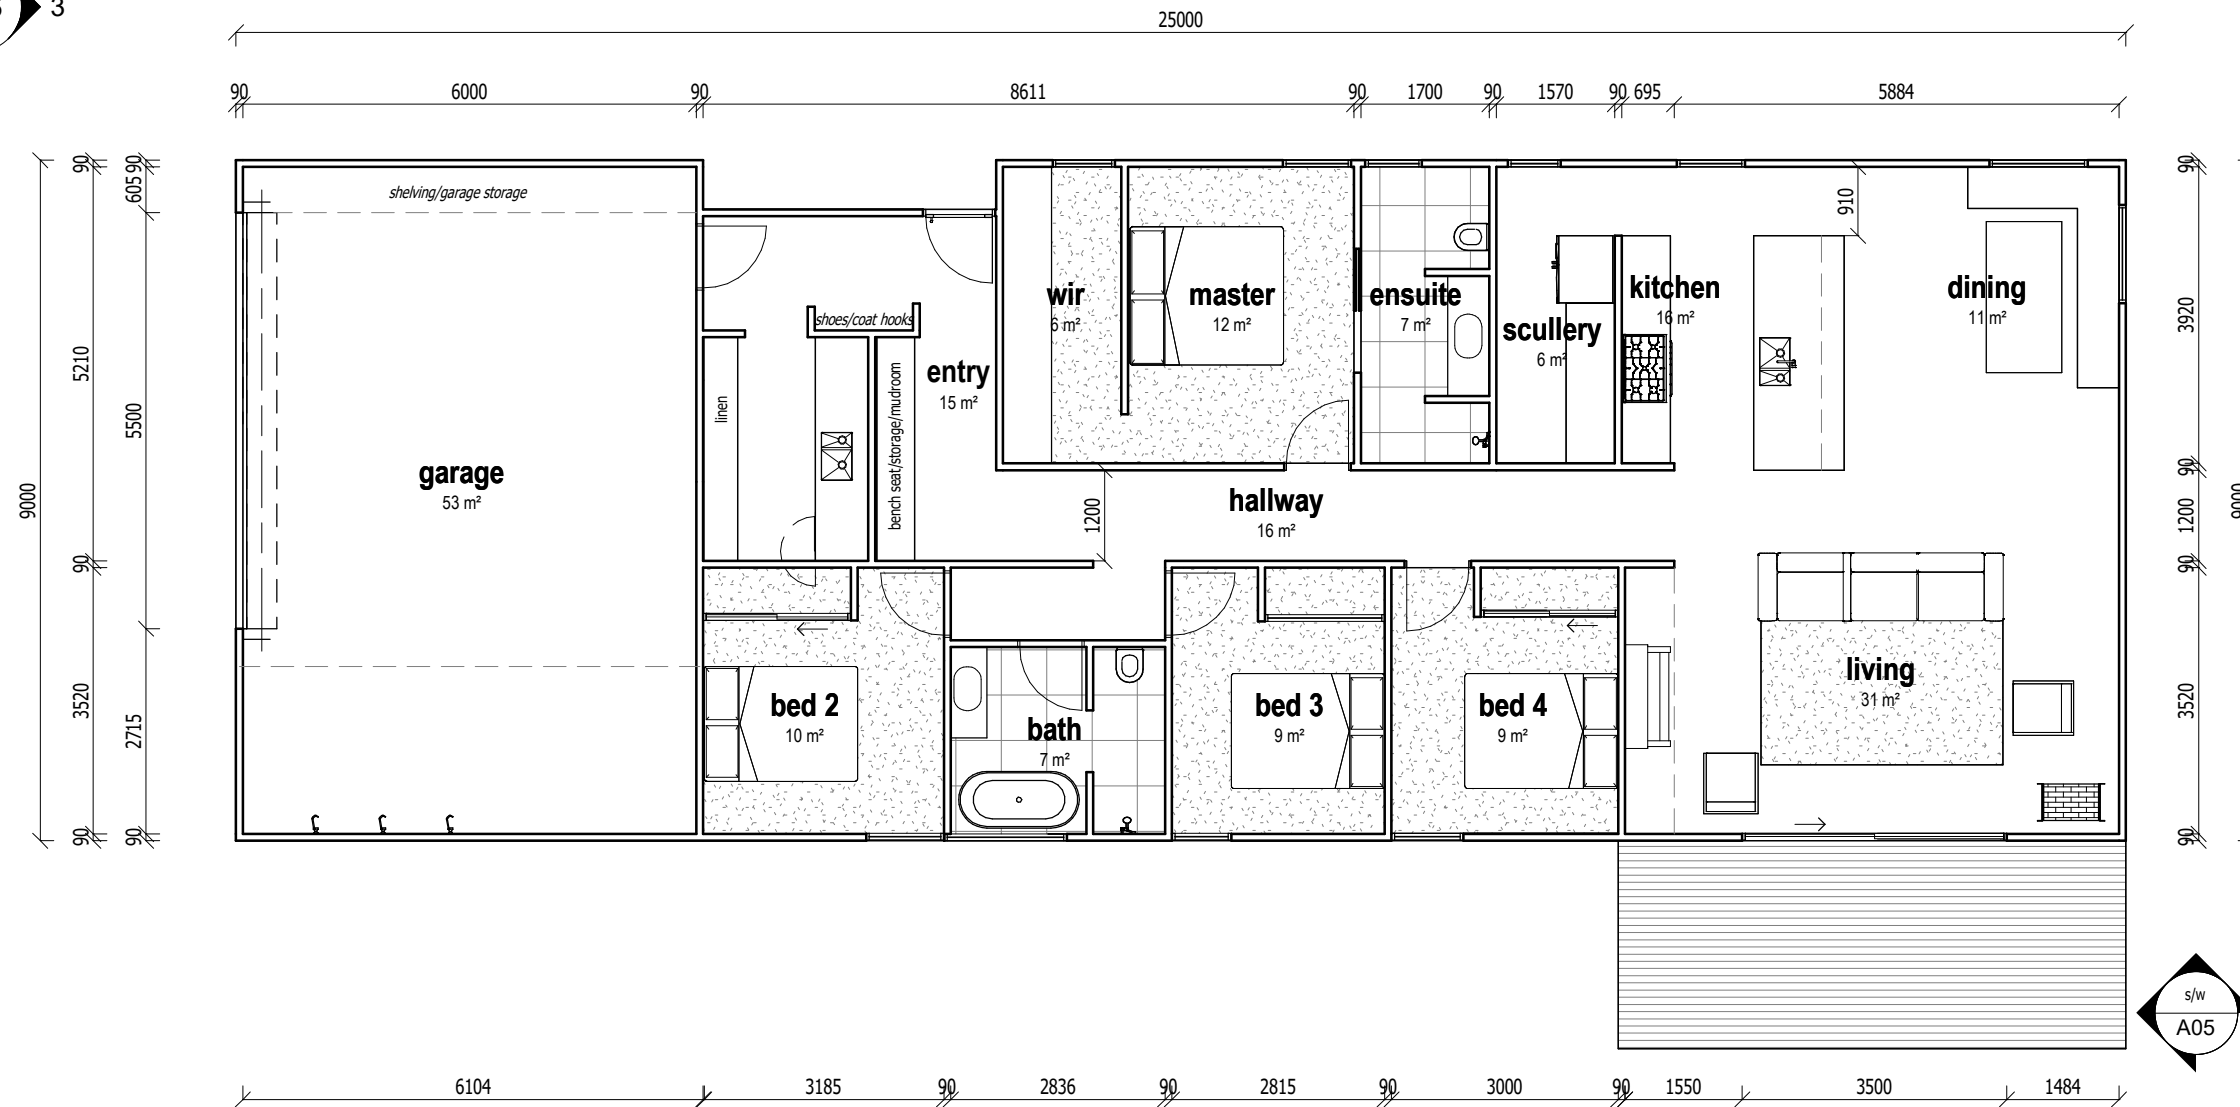 3
25000
90 6000 90 8611 90 1700 90 1570 90 695 5884
9000
90 5210 90 3520 90
90 605 5500 2715 90
shelving/garage storage
garage
53 m²
linen
shoes/coat hooks
bench seat/storage/mudroom
entry
15 m²
wir
6 m²
master
12 m²
ensuite
7 m²
scullery
6 m²
kitchen
16 m²
910
dining
11 m²
1200
hallway
16 m²
bed 2
10 m²
bath
7 m²
bed 3
9 m²
bed 4
9 m²
living
31 m²
90 3920 90 1200 90 3520 90
9000
s/w
A05
6104 3185 90 2836 90 2815 90 3000 90 1550 3500 1484